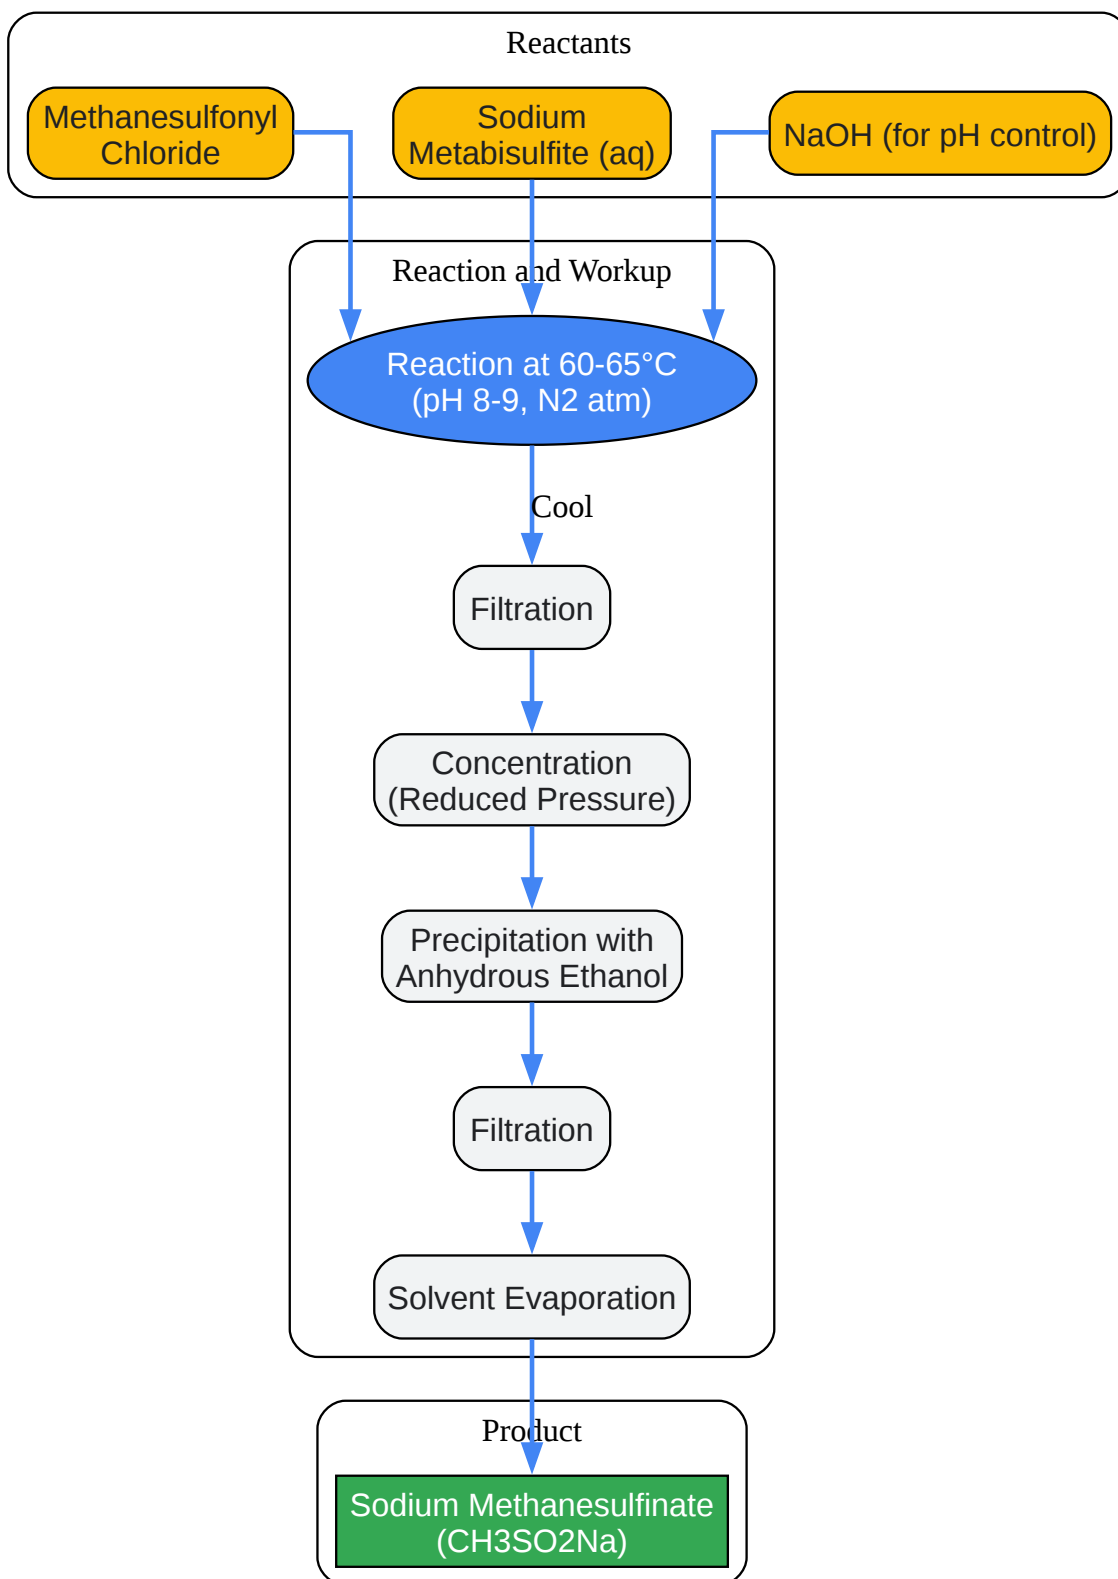 Reactants
Methanesulfonyl
Chloride
Sodium
Metabisulfite (aq)
NaOH (for pH control)
Reaction and Workup
Reaction at 60-65°C
(pH 8-9, N2 atm)
Cool
Filtration
Concentration
(Reduced Pressure)
Precipitation with
Anhydrous Ethanol
Filtration
Solvent Evaporation
Product
Sodium Methanesulfinate
(CH3SO2Na)